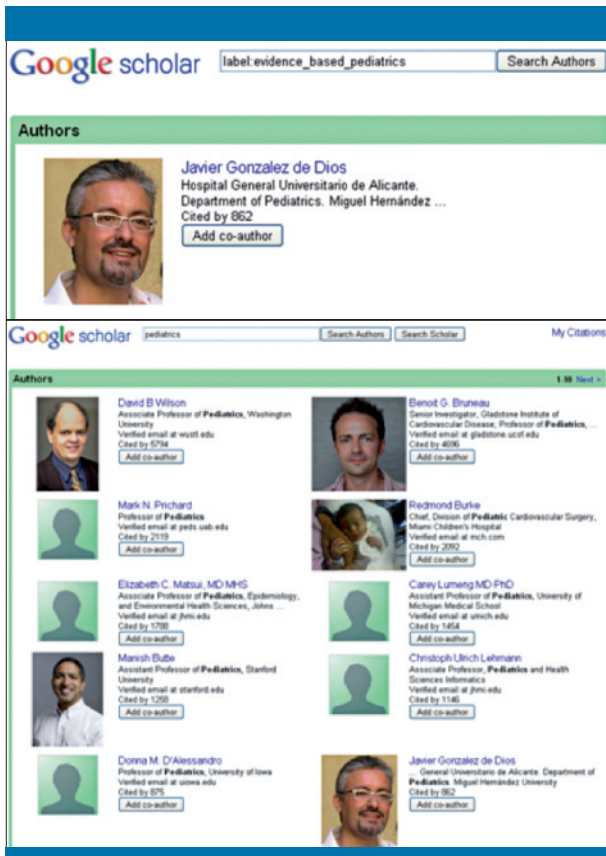 Google scholar label:evidence_based_pediatrics Search Authors
Authors
Javier Gonzalez de Dios
Hospital General Universitario de Alicante.
Department of Pediatrics. Miguel Hernández ...
Cited by 862
Add co-author
Google scholar pediatrics Search Authors Search Scholar My Citations
Authors 1-10 Next >
David B Wilson
Associate Professor of Pediatrics, Washington
University
Verified email at wustl.edu
Cited by 5794
Add co-author
Benoit G. Bruneau
Senior Investigator, Gladstone Institute of
Cardiovascular Disease; Professor of Pediatrics, ...
Verified email at gladstone.ucsf.edu
Cited by 4696
Add co-author
Mark N. Prichard
Professor of Pediatrics
Verified email at peds.uab.edu
Cited by 2119
Add co-author
Redmond Burke
Chief, Division of Pediatric Cardiovascular Surgery,
Miami Children's Hospital
Verified email at mch.com
Cited by 2092
Add co-author
Elizabeth C. Matsui, MD MHS
Associate Professor of Pediatrics, Epidemiology,
and Environmental Health Sciences, Johns ...
Verified email at jhmi.edu
Cited by 1788
Add co-author
Carey Lumeng MD PhD
Assistant Professor of Pediatrics, University of
Michigan Medical School
Verified email at umich.edu
Cited by 1454
Add co-author
Manish Butte
Assistant Professor of Pediatrics, Stanford
University
Verified email at stanford.edu
Cited by 1258
Add co-author
Christoph Ulrich Lehmann
Associate Professor, Pediatrics and Health
Sciences Informatics
Verified email at jhmi.edu
Cited by 1146
Add co-author
Donna M. D'Alessandro
Professor of Pediatrics, University of Iowa
Verified email at uiowa.edu
Cited by 875
Add co-author
Javier Gonzalez de Dios
... General Universitario de Alicante. Department of
Pediatrics. Miguel Hernández University
Cited by 862
Add co-author